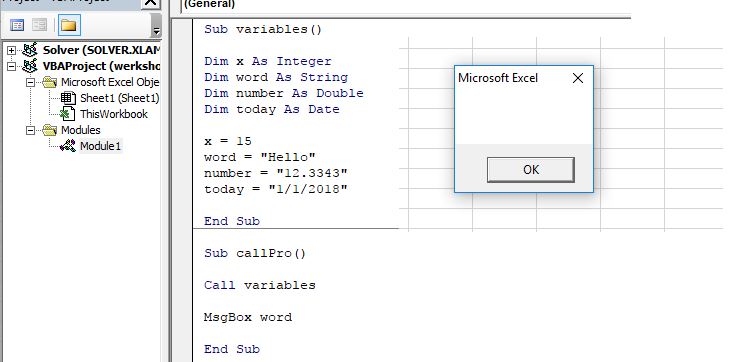 (General)
Solver (SOLVER.XLAM
VBAProject (werksho
Microsoft Excel Obje
Sheet1 (Sheet1)
ThisWorkbook
Modules
Module1
Sub variables()
Dim x As Integer
Dim word As String
Dim number As Double
Dim today As Date
x = 15
word = "Hello"
number = "12.3343"
today = "1/1/2018"
End Sub
Sub callPro()
Call variables
MsgBox word
End Sub
Microsoft Excel
OK